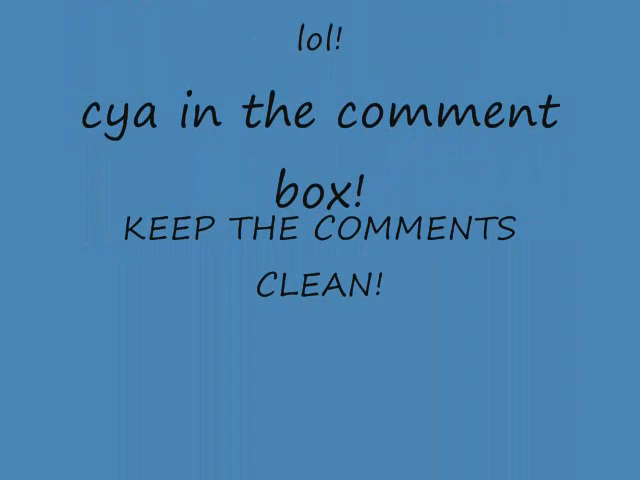 lol!
cya in the comment
box!
KEEP THE COMMENTS
CLEAN!